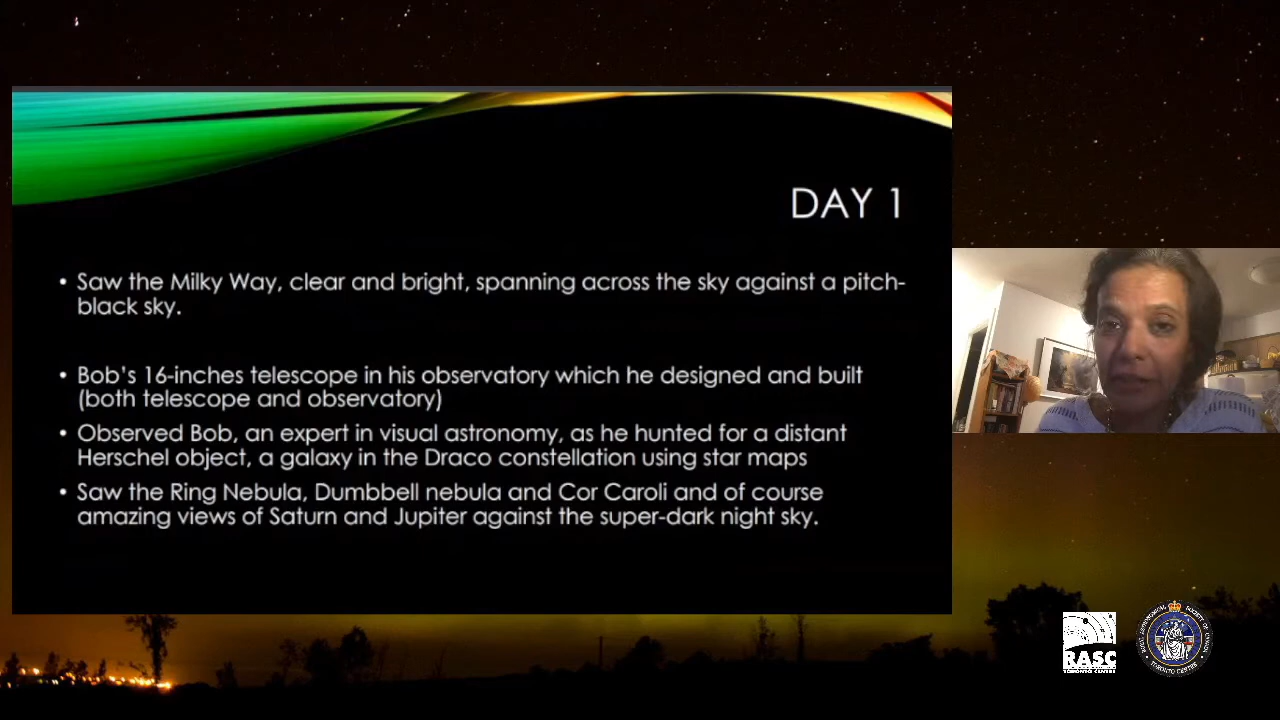 DAY 1
• Saw the Milky Way, clear and bright, spanning across the sky against a pitch-
black sky.
• Bob's 16-inches telescope in his observatory which he designed and built
(both telescope and observatory)
• Observed Bob, an expert in visual astronomy, as he hunted for a distant
Herschel object, a galaxy in the Draco constellation using star maps
• Saw the Ring Nebula, Dumbbell nebula and Cor Caroli and of course
amazing views of Saturn and Jupiter against the super-dark night sky.
RASC
TORONTO CENTRE
TORONTO CENTRE